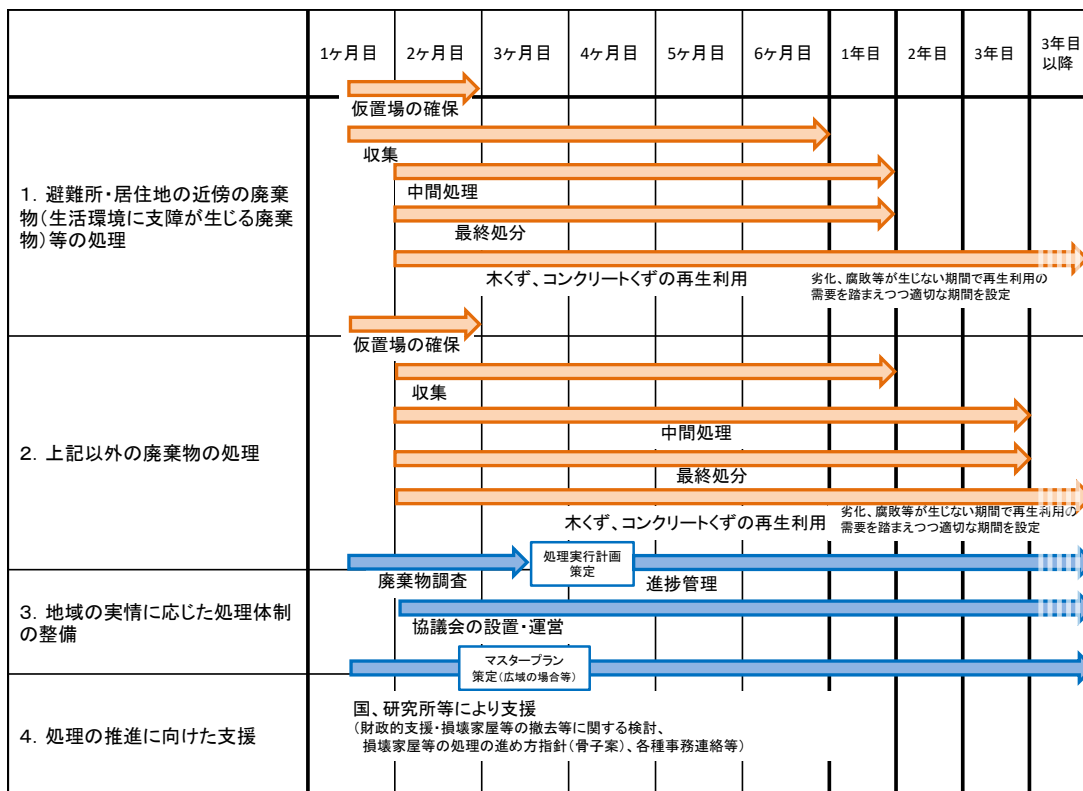 1ヶ月目
2ヶ月目
3ヶ月目
4ヶ月目
5ヶ月目
6ヶ月目
1年目
2年目
3年目
3年目
以降
1．避難所・居住地の近傍の廃棄
物(生活環境に支障が生じる廃棄
物)等の処理
仮置場の確保
収集
中間処理
最終処分
木くず、コンクリートくずの再生利用
劣化、腐敗等が生じない期間で再生利用の
需要を踏まえつつ適切な期間を設定
2．上記以外の廃棄物の処理
仮置場の確保
収集
中間処理
最終処分
木くず、コンクリートくずの再生利用
劣化、腐敗等が生じない期間で再生利用の
需要を踏まえつつ適切な期間を設定
3．地域の実情に応じた処理体制
の整備
廃棄物調査
処理実行計画
策定
進捗管理
協議会の設置・運営
マスタープラン
策定(広域の場合等)
4．処理の推進に向けた支援
国、研究所等により支援
(財政的支援・損壊家屋等の撤去等に関する検討、
損壊家屋等の処理の進め方指針(骨子案)、各種事務連絡等)